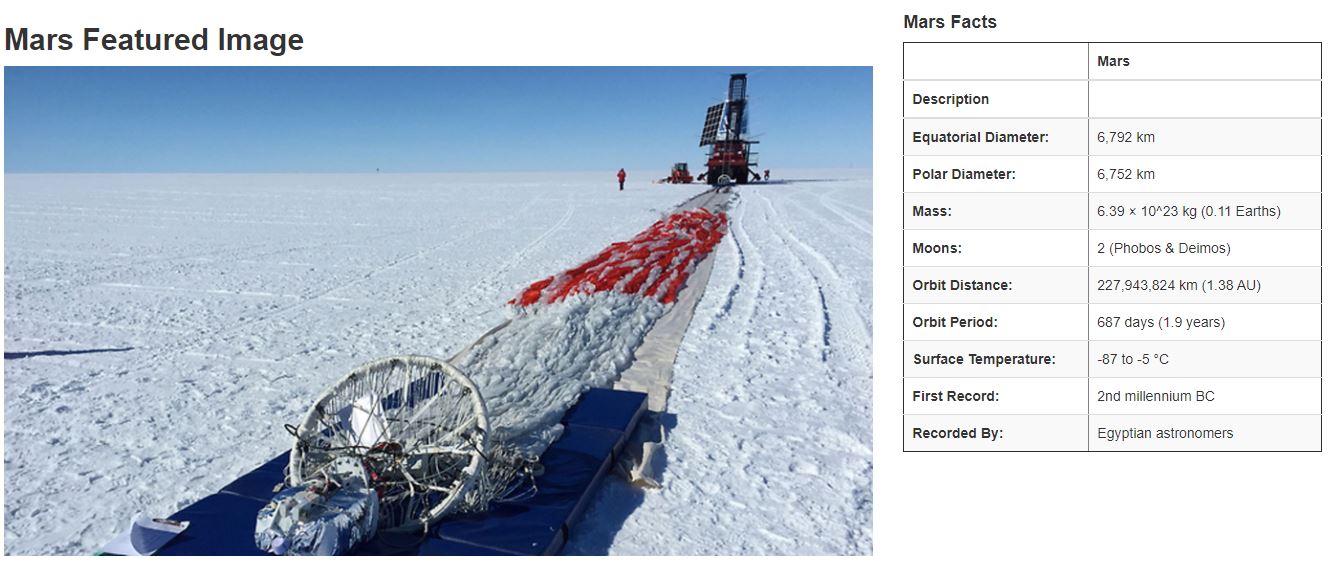 Mars Featured Image
Mars Facts
Mars
Description
Equatorial Diameter: 6,792 km
Polar Diameter: 6,752 km
Mass: 6.39 × 10^23 kg (0.11 Earths)
Moons: 2 (Phobos & Deimos)
Orbit Distance: 227,943,824 km (1.38 AU)
Orbit Period: 687 days (1.9 years)
Surface Temperature: -87 to -5 °C
First Record: 2nd millennium BC
Recorded By: Egyptian astronomers